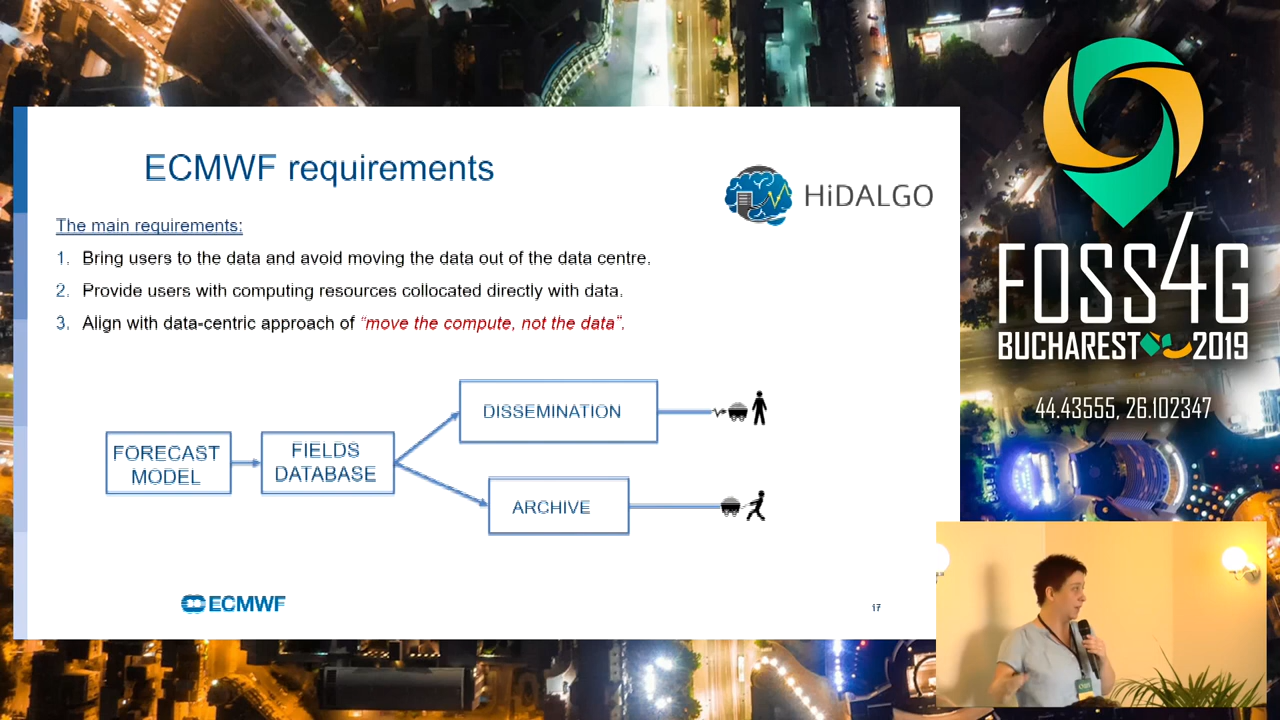 ECMWF requirements
HiDALGO
The main requirements:
1. Bring users to the data and avoid moving the data out of the data centre.
2. Provide users with computing resources collocated directly with data.
3. Align with data-centric approach of “move the compute, not the data“.
FORECAST
MODEL
FIELDS
DATABASE
DISSEMINATION
ARCHIVE
ECMWF
17
FOSS4G
BUCHAREST 2019
44.43555, 26.102347